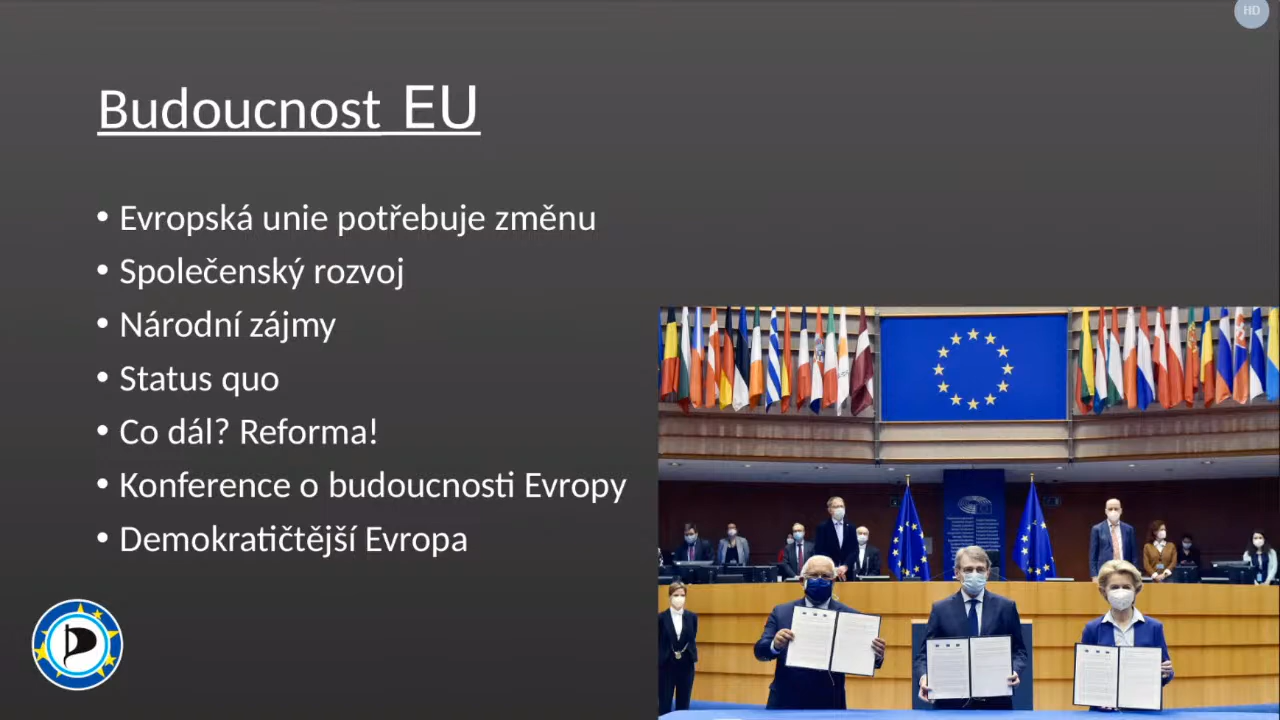 HD
Budoucnost EU
• Evropská unie potřebuje změnu
• Společenský rozvoj
• Národní zájmy
• Status quo
• Co dál? Reforma!
• Konference o budoucnosti Evropy
• Demokratičtější Evropa